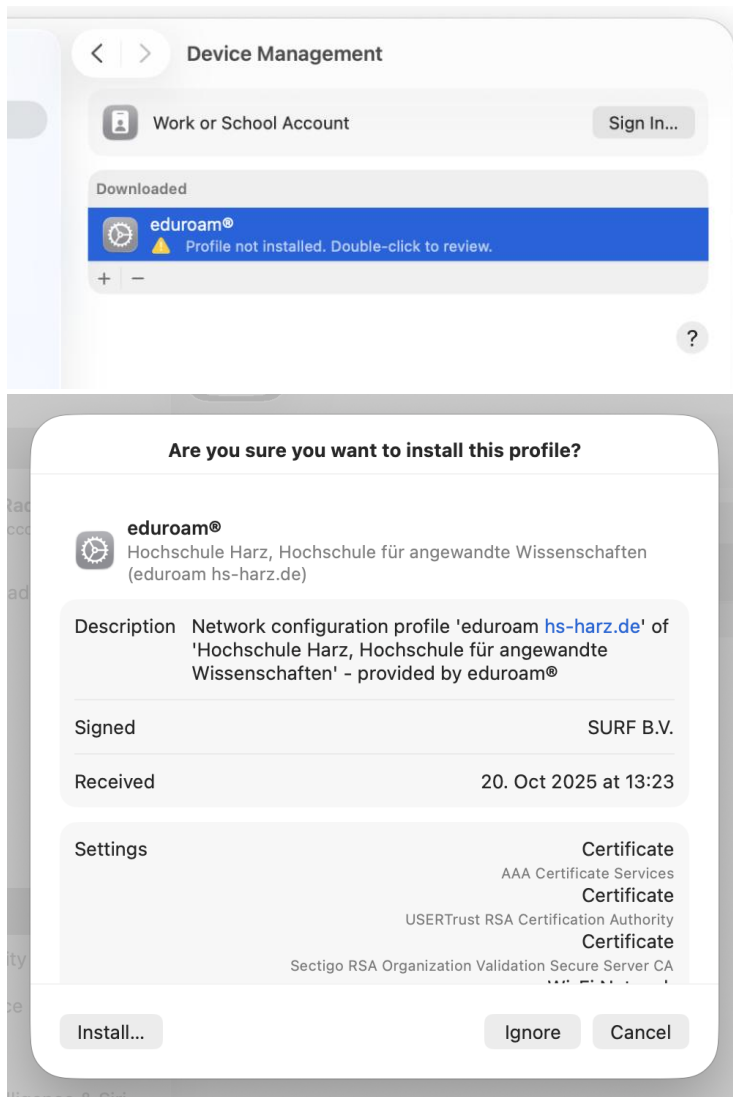 Device Management
Work or School Account
Sign In...
Downloaded
eduroam®
Profile not installed. Double-click to review.
+ −
?
Are you sure you want to install this profile?
eduroam®
Hochschule Harz, Hochschule für angewandte Wissenschaften
(eduroam hs-harz.de)
Description
Network configuration profile 'eduroam hs-harz.de' of
'Hochschule Harz, Hochschule für angewandte
Wissenschaften' - provided by eduroam®
Signed
SURF B.V.
Received
20. Oct 2025 at 13:23
Settings
Certificate
AAA Certificate Services
Certificate
USERTrust RSA Certification Authority
Certificate
Sectigo RSA Organization Validation Secure Server CA
Install...
Ignore
Cancel